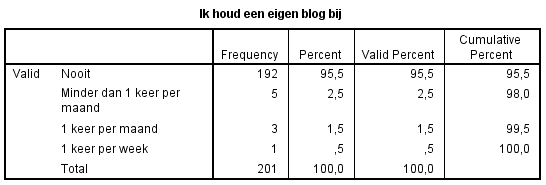 Ik houd een eigen blog bij
Frequency Percent Valid Percent Cumulative Percent
Valid Nooit 192 95,5 95,5 95,5
Minder dan 1 keer per maand 5 2,5 2,5 98,0
1 keer per maand 3 1,5 1,5 99,5
1 keer per week 1 ,5 ,5 100,0
Total 201 100,0 100,0